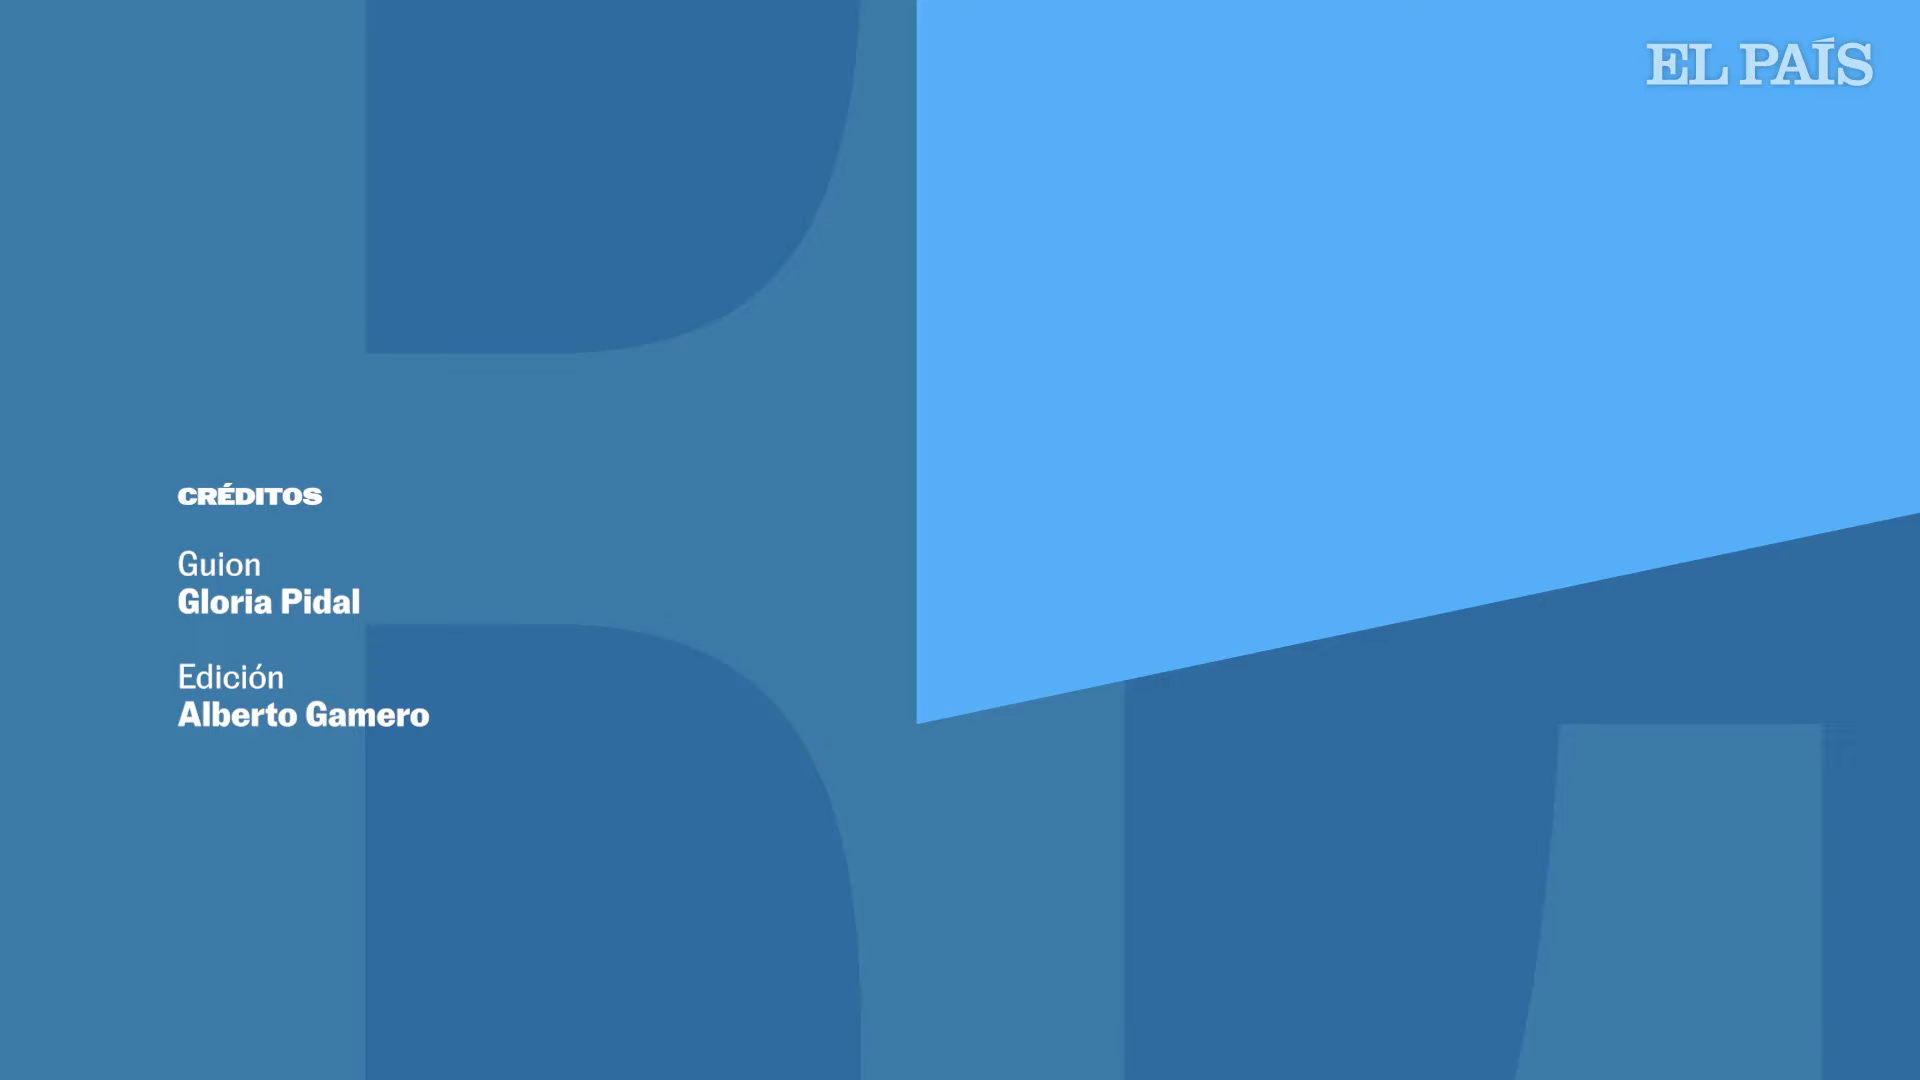 EL PAÍS
CRÉDITOS
Guion
Gloria Pidal
Edición
Alberto Gamero